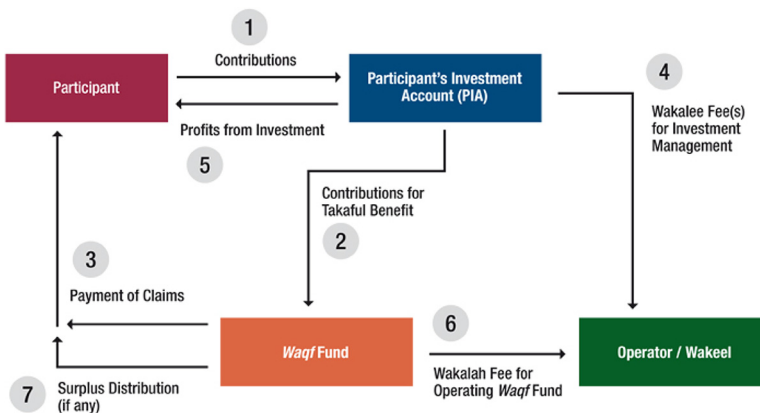 1
Contributions
Participant
Participant's Investment
Account (PIA)
4
Wakalee Fee(s)
for Investment
Management
Profits from Investment
5
Contributions for
Takaful Benefit
2
3
Payment of Claims
Waqf Fund
6
Wakalah Fee for
Operating Waqf Fund
Operator / Wakeel
7
Surplus Distribution
(if any)